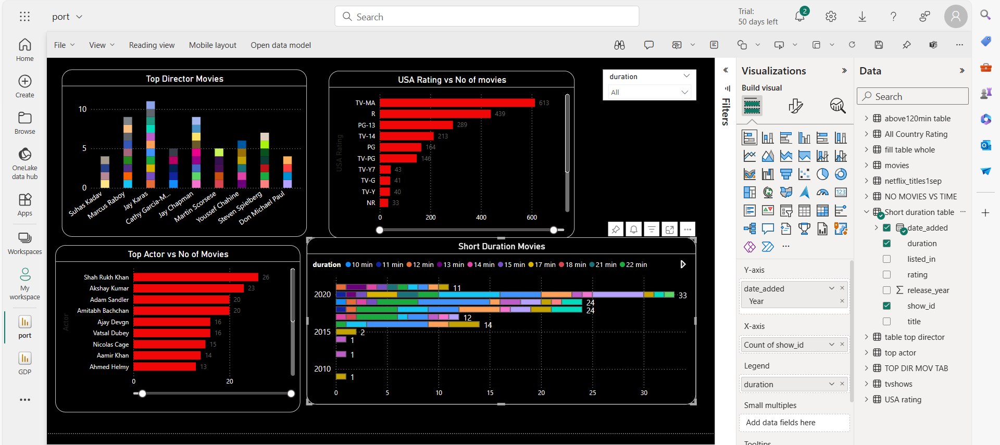 port
Search
Trial:
50 days left
2
Home
Create
Browse
OneLake
data hub
Apps
Workspaces
My
workspace
port
GDP
File
View
Reading view
Mobile layout
Open data model
Top Director Movies
10
5
0
Suhas Kadav
Marcus Raboy
Jay Karas
Cathy Garcia-M...
Jay Chapman
Martin Scorsese
Youssef Chahine
Steven Spielberg
Don Michael Paul
USA Rating vs No of movies
USA Rating
TV-MA 613
R 439
PG-13 289
TV-14 213
PG 164
TV-PG 146
TV-Y7 43
TV-G 41
TV-Y 40
NR 33
0 200 400 600
duration
All
Top Actor vs No of Movies
Actor
Shah Rukh Khan 26
Akshay Kumar 23
Adam Sandler 20
Amitabh Bachchan 20
Ajay Devgn 16
Vatsal Dubey 16
Nicolas Cage 15
Aamir Khan 14
Ahmed Helmy 13
0 20
Short Duration Movies
duration 10 min 11 min 12 min 13 min 14 min 15 min 17 min 18 min 21 min 22 min
11
2020 33
24
24
12
14
2015 2
1
1
2010
1
0 5 10 15 20 25 30
Filters
Visualizations
Build visual
123
Y-axis
date_added
Year
X-axis
Count of show_id
Legend
duration
Small multiples
Add data fields here
Tooltips
Data
Search
above120min table
All Country Rating
fill table whole
movies
netflix_titles1sep
NO MOVIES VS TIME
Short duration table
date_added
duration
listed_in
rating
release_year
show_id
title
table top director
top actor
TOP DIR MOV TAB
tvshows
USA rating